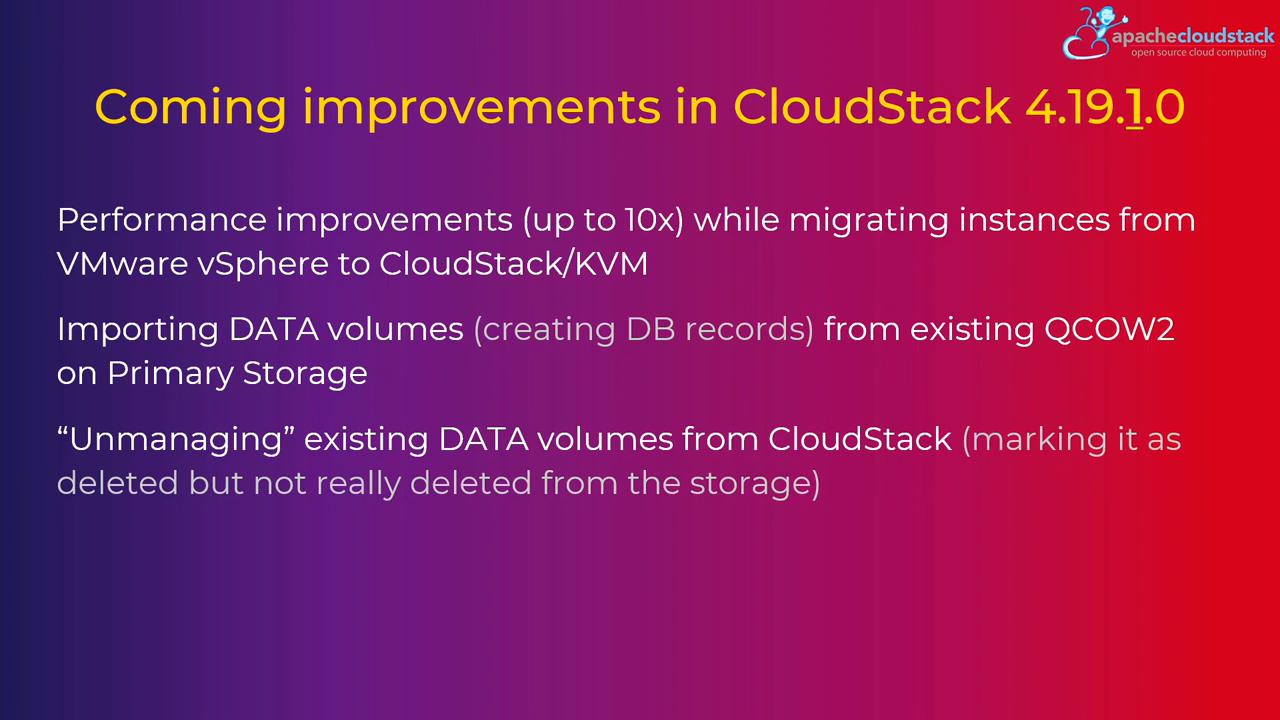 apachecloudstack
open source cloud computing
Coming improvements in CloudStack 4.19.1.0
Performance improvements (up to 10x) while migrating instances from
VMware vSphere to CloudStack/KVM
Importing DATA volumes (creating DB records) from existing QCOW2
on Primary Storage
“Unmanaging” existing DATA volumes from CloudStack (marking it as
deleted but not really deleted from the storage)